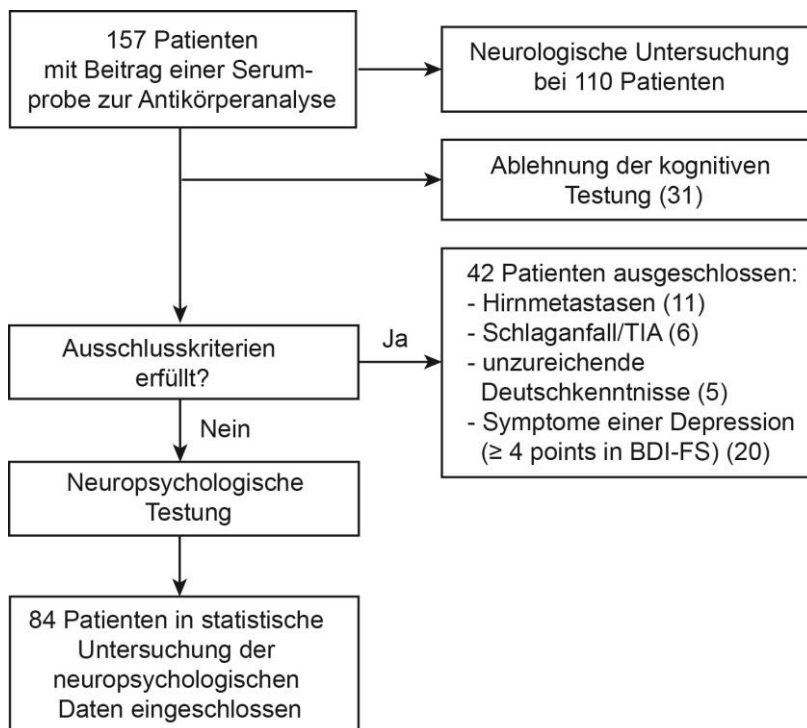 157 Patienten
mit Beitrag einer Serum-
probe zur Antikörperanalyse
Neurologische Untersuchung
bei 110 Patienten
Ablehnung der kognitiven
Testung (31)
42 Patienten ausgeschlossen:
- Hirnmetastasen (11)
- Schlaganfall/TIA (6)
- unzureichende
Deutschkenntnisse (5)
- Symptome einer Depression
(≥ 4 points in BDI-FS) (20)
Ausschlusskriterien
erfüllt?
Ja
Nein
Neuropsychologische
Testung
84 Patienten in statistische
Untersuchung der
neuropsychologischen
Daten eingeschlossen